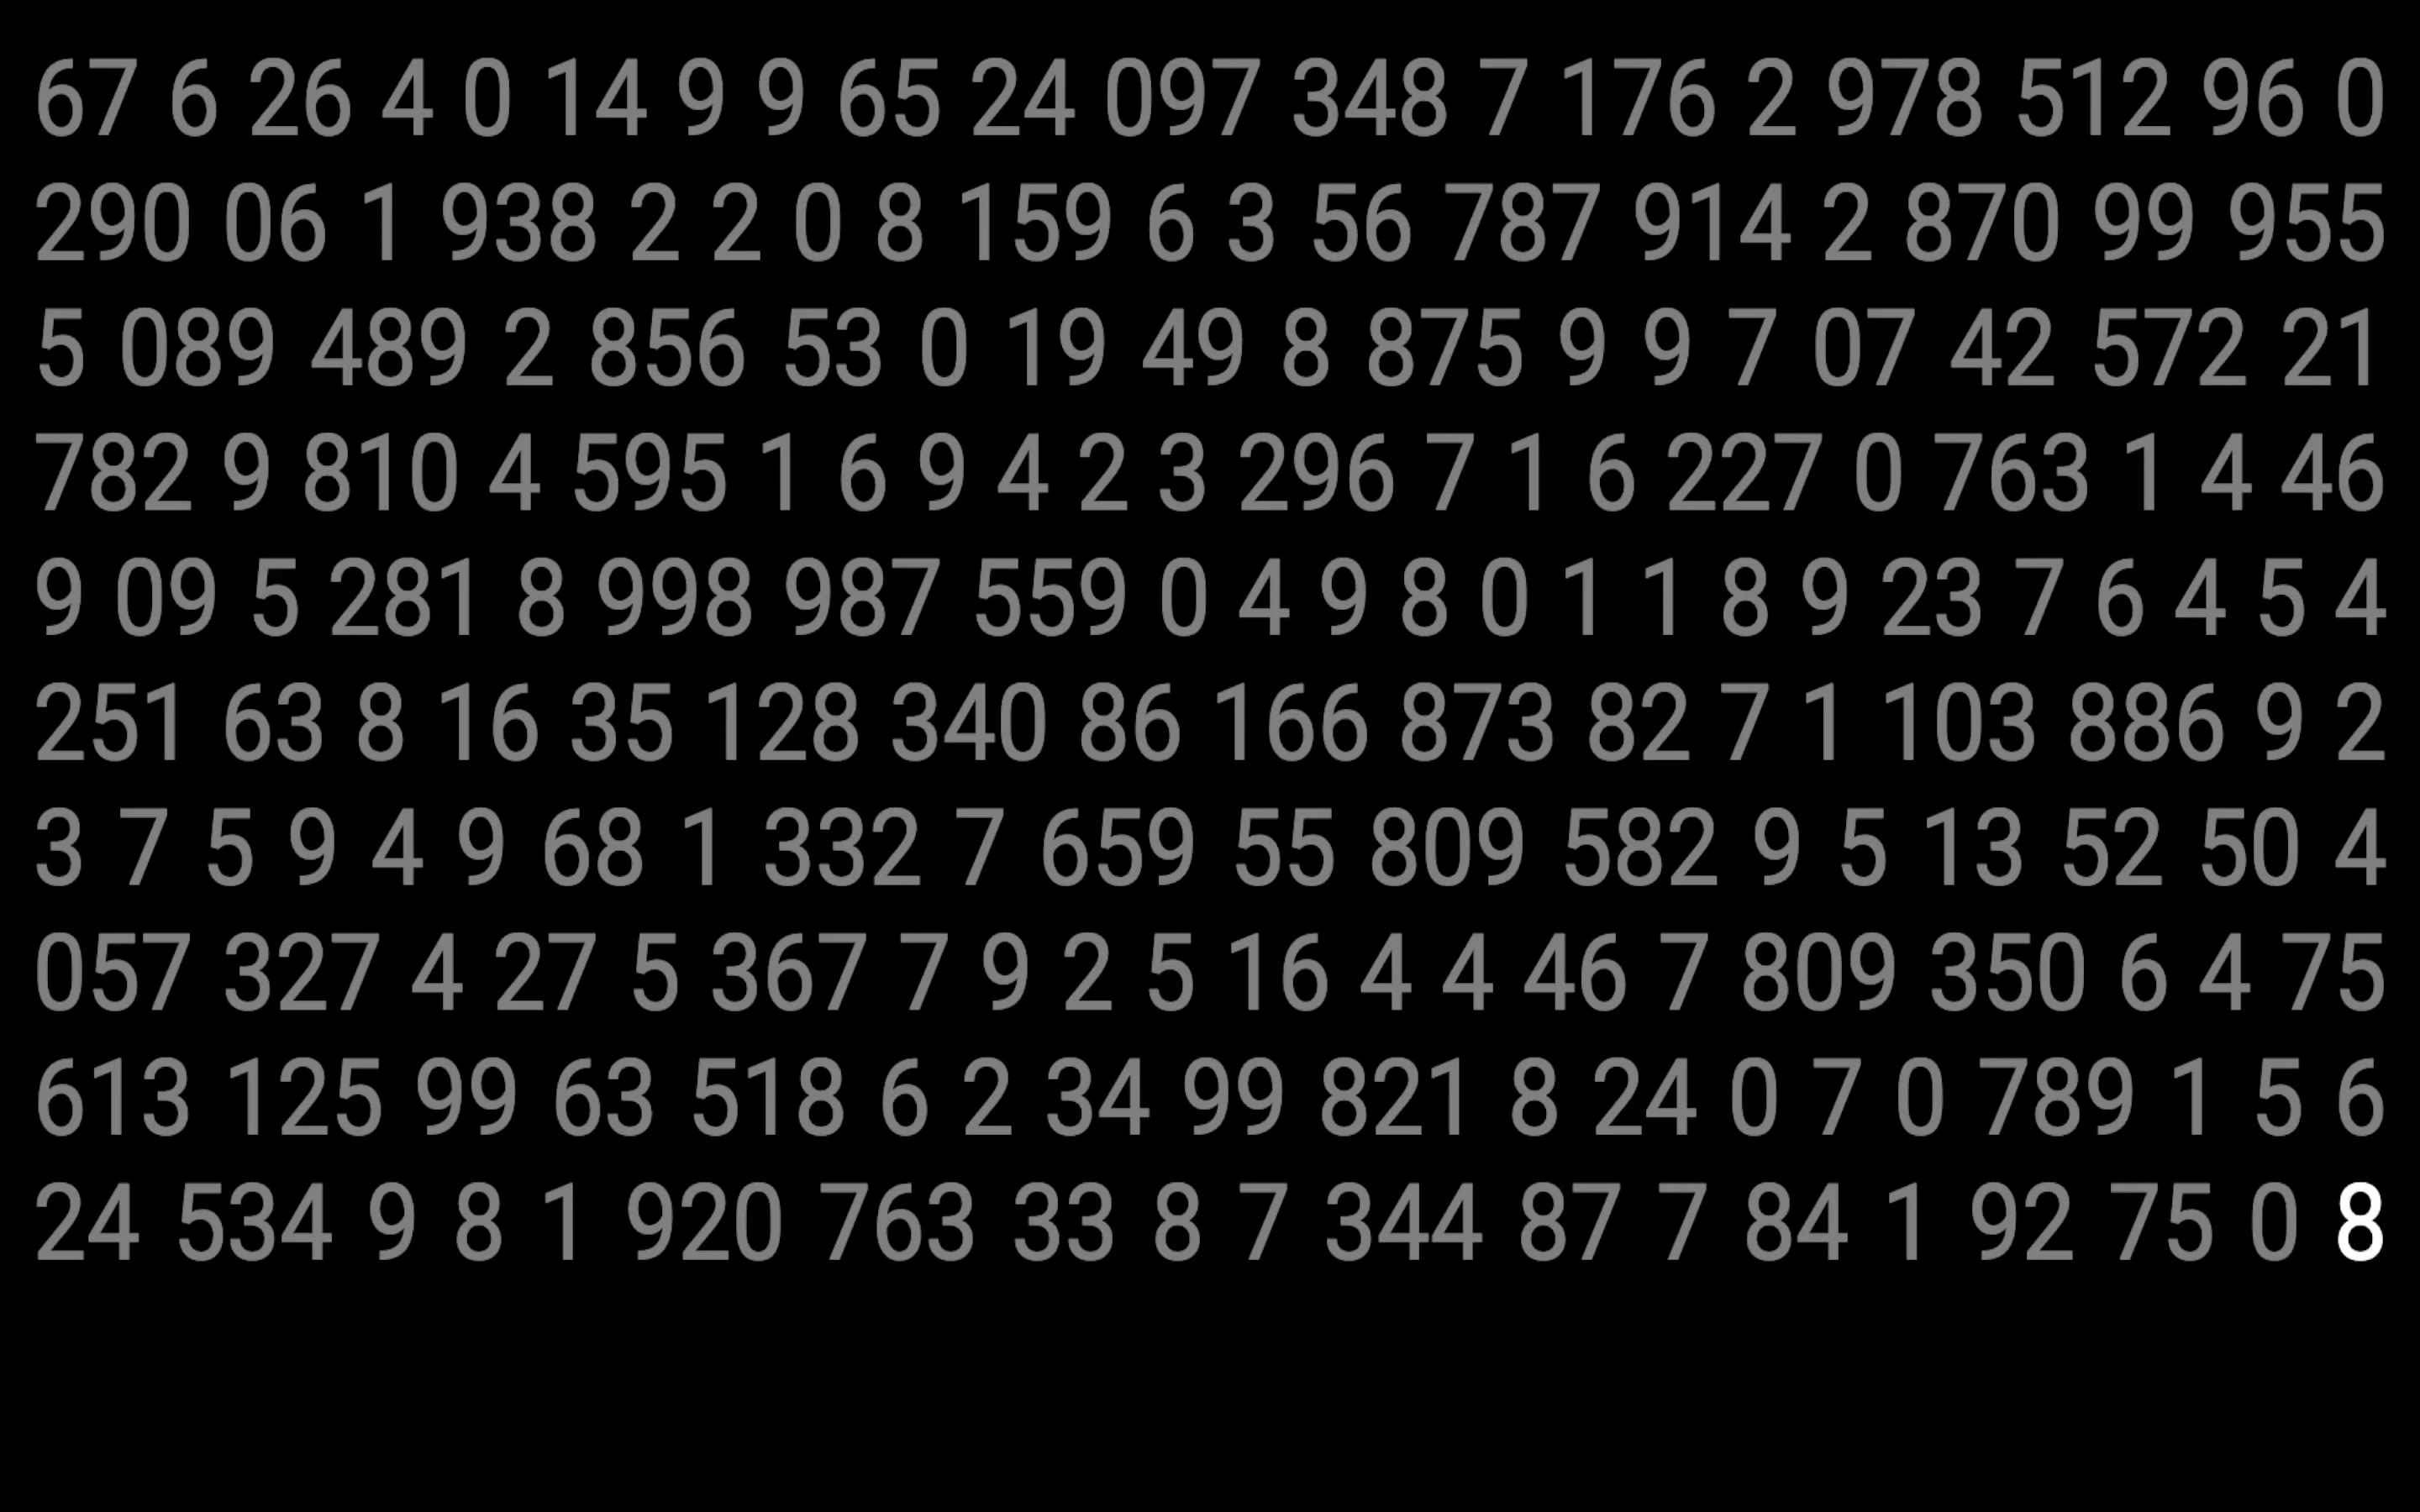 67 6 26 4 0 14 9 9 65 24 097 348 7 176 2 978 512 96 0
290 06 1 938 2 2 0 8 159 6 3 56 787 914 2 870 99 955
5 089 489 2 856 53 0 19 49 8 875 9 9 7 07 42 572 21
782 9 810 4 595 1 6 9 4 2 3 296 7 1 6 227 0 763 1 4 46
9 09 5 281 8 998 987 559 0 4 9 8 0 1 1 8 9 23 7 6 4 5 4
251 63 8 16 35 128 340 86 166 873 82 7 1 103 886 9 2
3 7 5 9 4 9 68 1 332 7 659 55 809 582 9 5 13 52 50 4
057 327 4 27 5 367 7 9 2 5 16 4 4 46 7 809 350 6 4 75
613 125 99 63 518 6 2 34 99 821 8 24 0 7 0 789 1 5 6
24 534 9 8 1 920 763 33 8 7 344 87 7 84 1 92 75 0 8